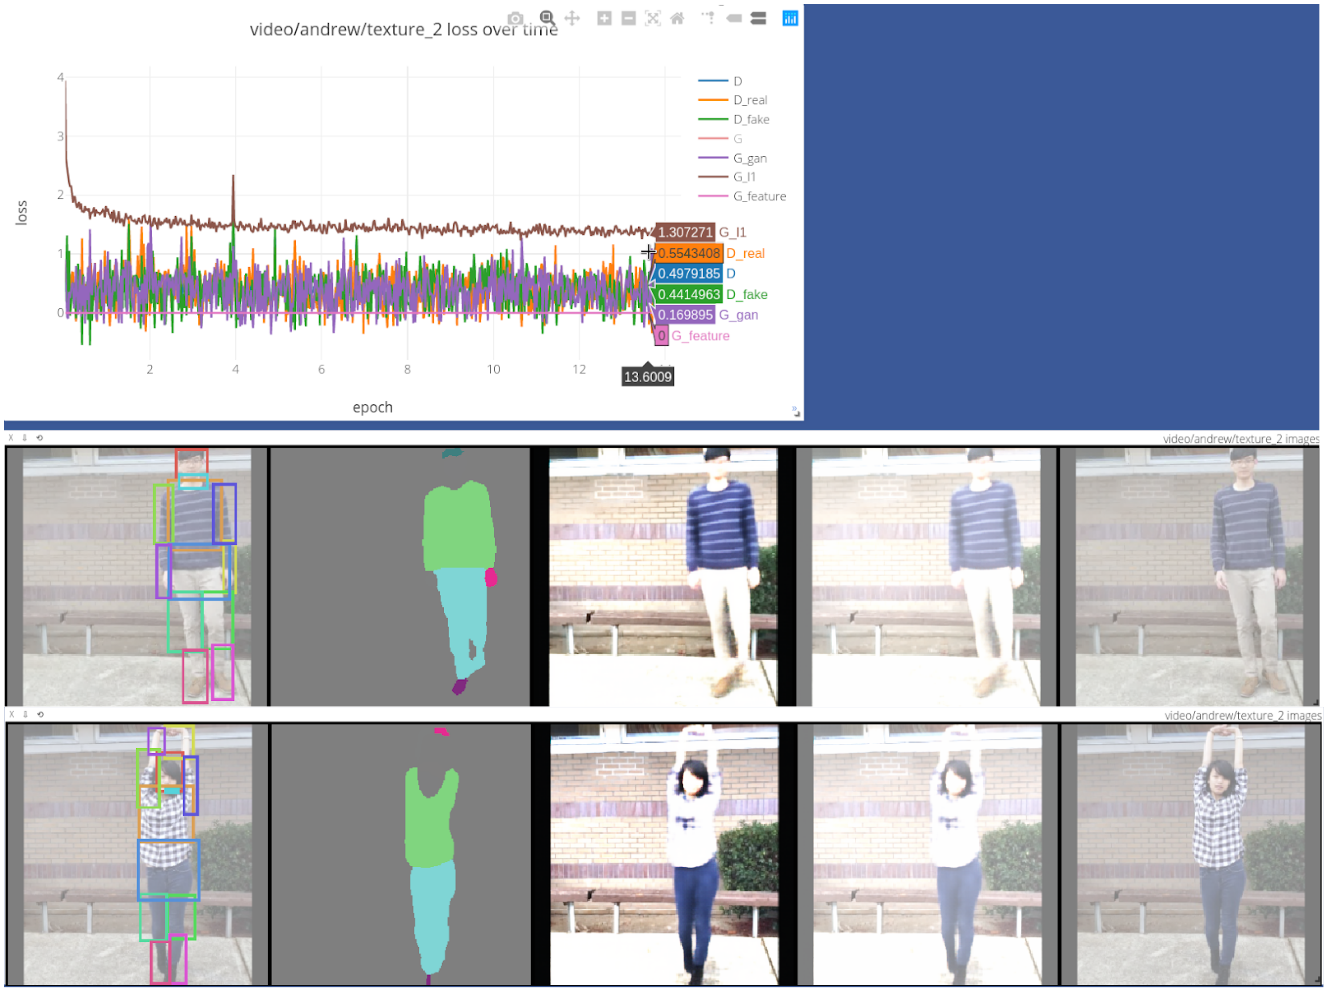 video/andrew/texture_2 loss over time
4
3
2
1
0
loss
2 4 6 8 10 12
epoch
D
D_real
D_fake
G
G_gan
G_l1
G_feature
1.307271 G_l1
0.5543408 D_real
0.4979185 D
0.4414963 D_fake
0.169895 G_gan
0 G_feature
13.6009
X
video/andrew/texture_2 images
X
video/andrew/texture_2 images